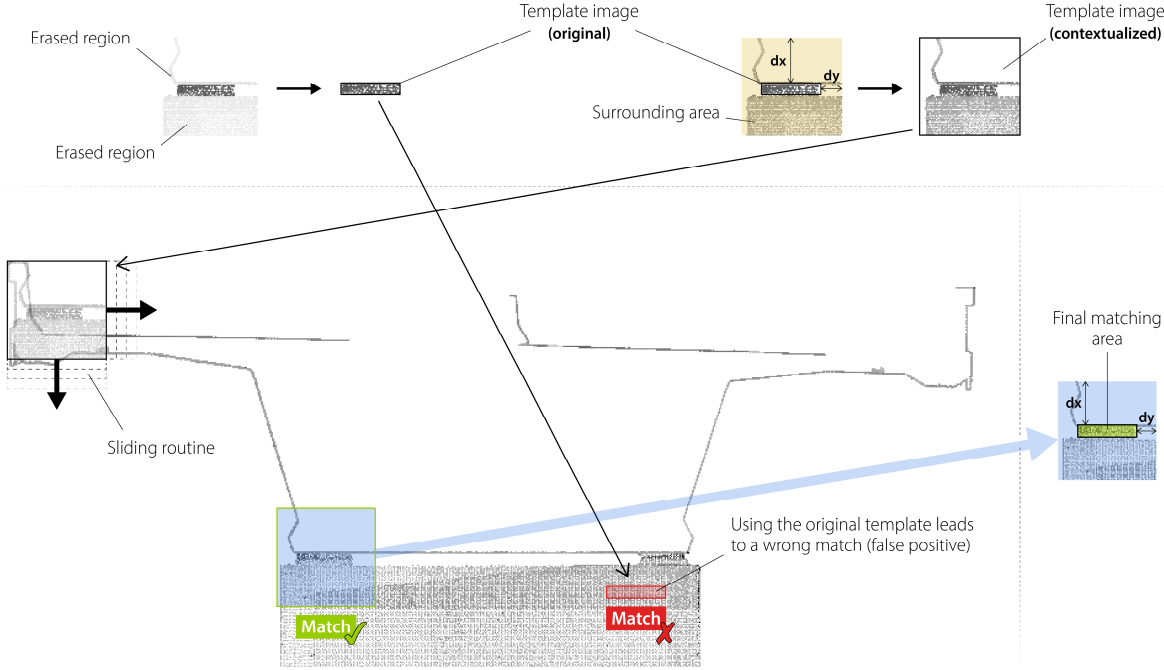 Template image
(original)
Template image
(contextualized)
Erased region
dx
dy
Surrounding area
Erased region
Final matching
area
dx
dy
Sliding routine
Using the original template leads
to a wrong match (false positive)
Match
Match